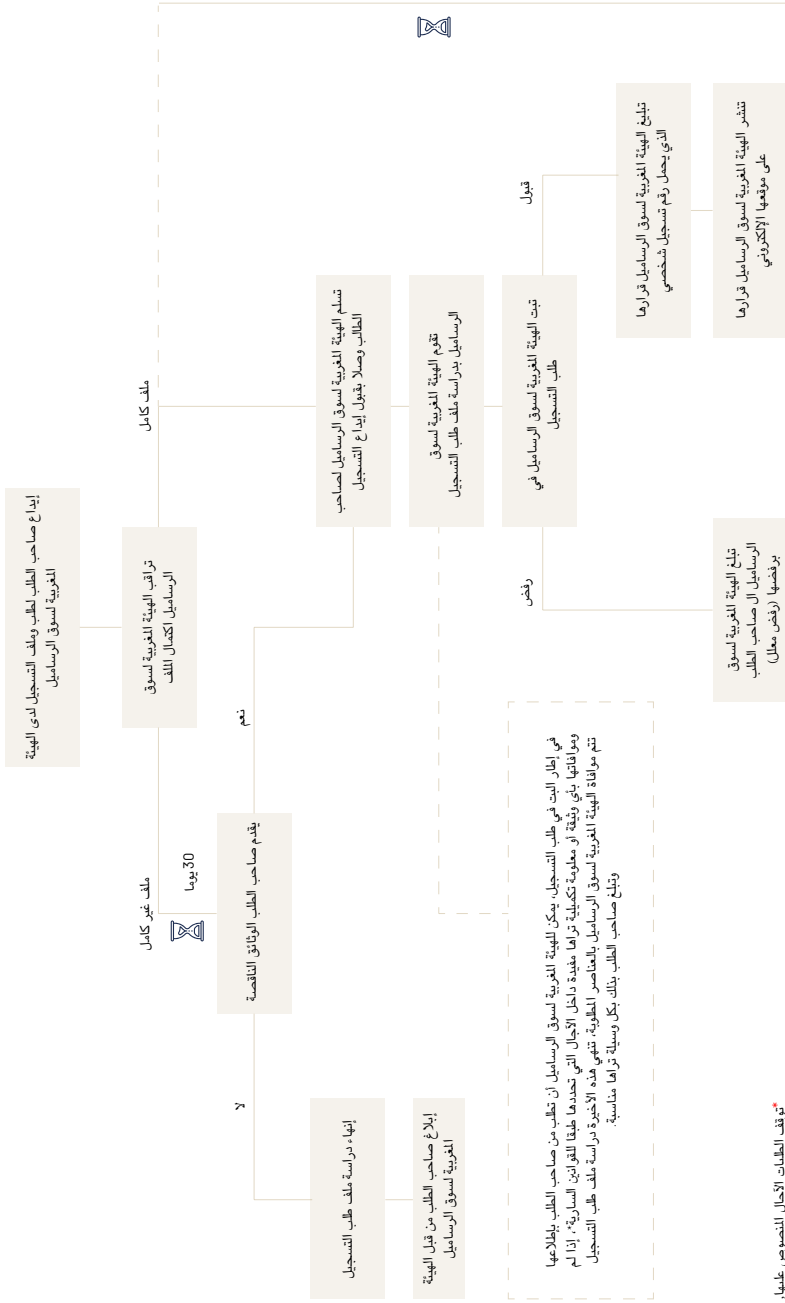 إيداع صاحب الطلب لطلب وملف التسجيل لدى الهيئة
المغربية لسوق الرساميل
تراقب الهيئة المغربية لسوق
الرساميل اكتمال الملف
ملف كامل
ملف غير كامل
30 يوما
يقدم صاحب الطلب الوثائق الناقصة
نعم
لا
إنهاء دراسة ملف طلب التسجيل
إبلاغ صاحب الطلب من قبل الهيئة
المغربية لسوق الرساميل
تسلم الهيئة المغربية لسوق الرساميل لصاحب
الطالب وصلا بقبول إيداع التسجيل
تقوم الهيئة المغربية لسوق
الرساميل بدراسة ملف طلب التسجيل
تبت الهيئة المغربية لسوق الرساميل في
طلب التسجيل
قبول
رفض
تبليغ الهيئة المغربية لسوق الرساميل قرارها
الذي يحمل رقم تسجيل شخصي
تنشر الهيئة المغربية لسوق الرساميل قرارها
على موقعها الإلكتروني
تبلغ الهيئة المغربية لسوق
الرساميل ال صاحب الطلب
برفضها (رفض معلل)
في إطار البت في طلب التسجيل، يمكن للهيئة المغربية لسوق الرساميل أن تطلب من صاحب الطلب بإطلاعها
وموافاتها بأي وثيقة أو معلومة تكميلية تراها مفيدة داخل الآجال التي تحددها طبقا للقوانين السارية*، إذا لم
تتم موافاة الهيئة المغربية لسوق الرساميل بالعناصر المطلوبة، تنهي هذه الأخيرة دراسة ملف طلب التسجيل
وتبلغ صاحب الطلب بذلك بكل وسيلة تراها مناسبة.
*توقف الطلبات الآجال المنصوص عليها